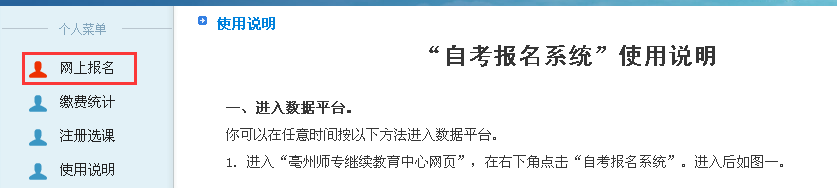 个人菜单
网上报名
缴费统计
注册选课
使用说明
使用说明
“自考报名系统”使用说明
一、进入数据平台。
你可以在任意时间按以下方法进入数据平台。
1. 进入“亳州师专继续教育中心网页”，在右下角点击“自考报名系统”。进入后如图一。